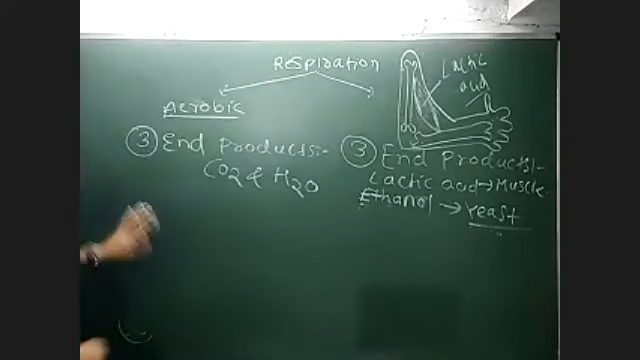 Respiration
Lactic
acid
Aerobic
③ End Products:-
CO2 & H2O
③ End Products:-
Lactic acid→Muscle
Ethanol → Yeast